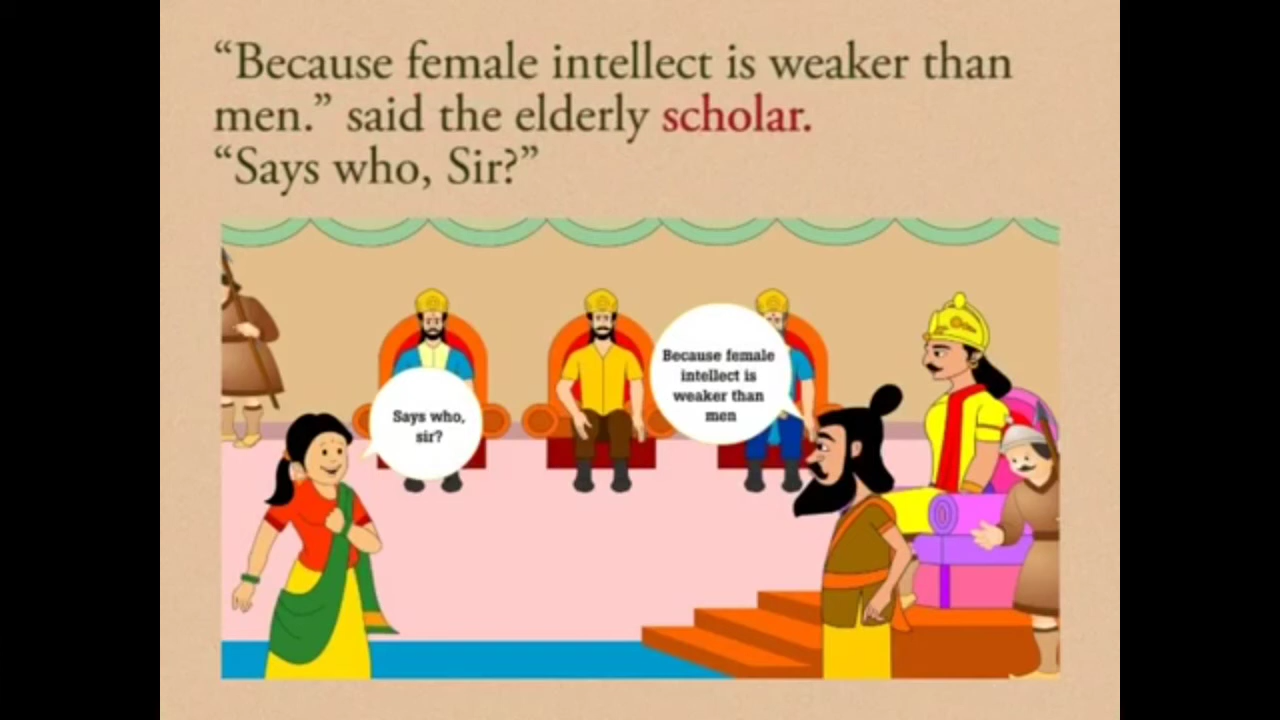 “Because female intellect is weaker than
men.” said the elderly scholar.
“Says who, Sir?”
Because female
intellect is
weaker than
men
Says who,
sir?